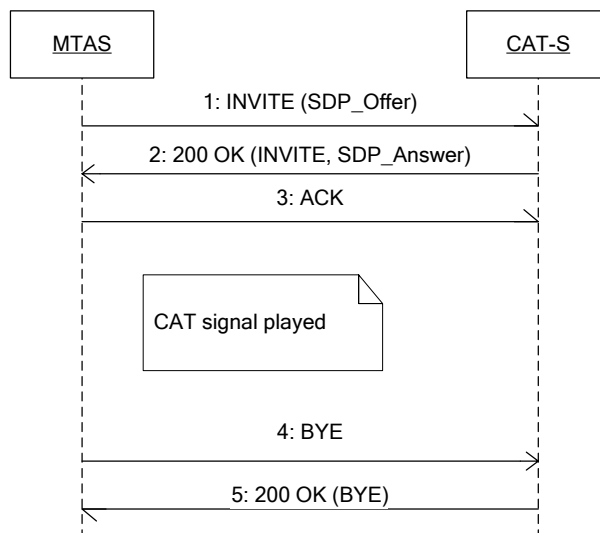 MTAS
CAT-S
1: INVITE (SDP_Offer)
2: 200 OK (INVITE, SDP_Answer)
3: ACK
CAT signal played
4: BYE
5: 200 OK (BYE)